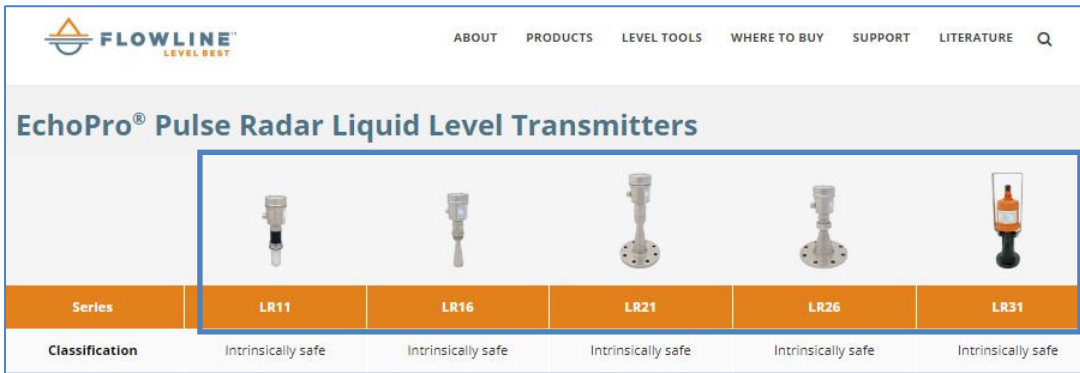 FLOWLINE™
LEVEL BEST
ABOUT PRODUCTS LEVEL TOOLS WHERE TO BUY SUPPORT LITERATURE
EchoPro® Pulse Radar Liquid Level Transmitters
Series LR11 LR16 LR21 LR26 LR31
Classification Intrinsically safe Intrinsically safe Intrinsically safe Intrinsically safe Intrinsically safe